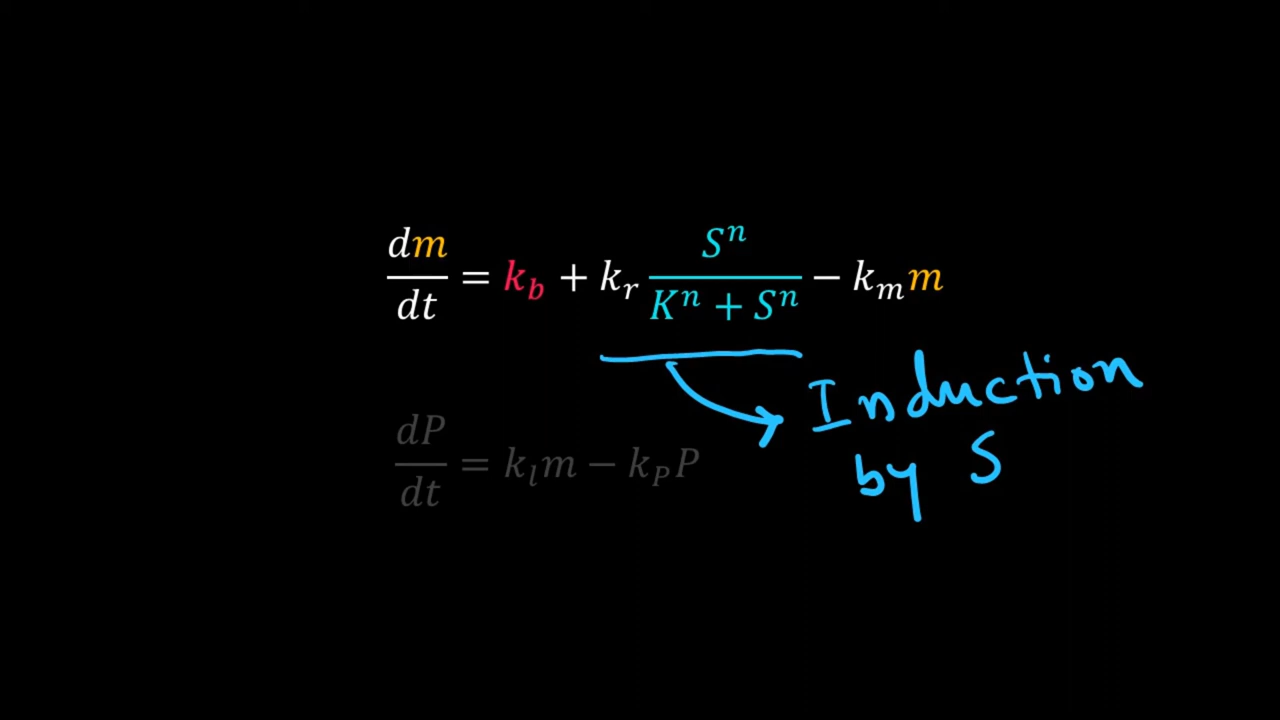 dm/dt = k_b + k_r S^n/(K^n + S^n) − k_m m
Induction
by S
dP/dt = k_l m − k_P P